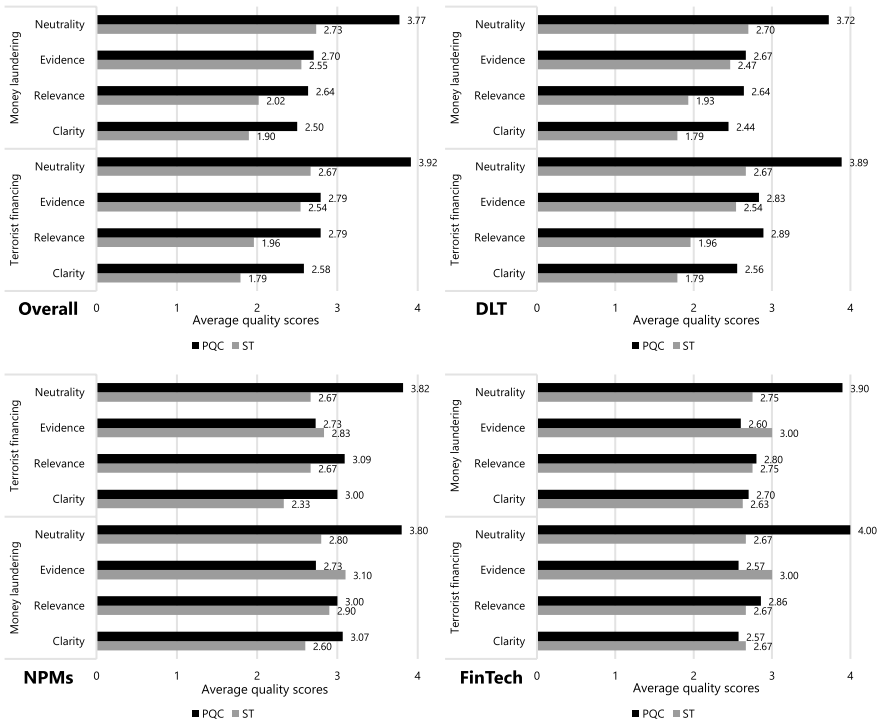 Money laundering
Neutrality 3.77
2.73
Evidence 2.70
2.55
Relevance 2.64
2.02
Clarity 2.50
1.90
Terrorist financing
Neutrality 3.92
2.67
Evidence 2.79
2.54
Relevance 2.79
1.96
Clarity 2.58
1.79
Overall 0 1 2 3 4
Average quality scores
PQC ST
Money laundering
Neutrality 3.72
2.70
Evidence 2.67
2.47
Relevance 2.64
1.93
Clarity 2.44
1.79
Terrorist financing
Neutrality 3.89
2.67
Evidence 2.83
2.54
Relevance 2.89
1.96
Clarity 2.56
1.79
DLT 0 1 2 3 4
Average quality scores
PQC ST
Terrorist financing
Neutrality 3.82
2.67
Evidence 2.73
2.83
Relevance 3.09
2.67
Clarity 3.00
2.33
Money laundering
Neutrality 3.80
2.80
Evidence 2.73
3.10
Relevance 3.00
2.90
Clarity 3.07
2.60
NPMs 0 1 2 3 4
Average quality scores
PQC ST
Money laundering
Neutrality 3.90
2.75
Evidence 2.60
3.00
Relevance 2.80
2.75
Clarity 2.70
2.63
Terrorist financing
Neutrality 4.00
2.67
Evidence 2.57
3.00
Relevance 2.86
2.67
Clarity 2.57
2.67
FinTech 0 1 2 3 4
Average quality scores
PQC ST